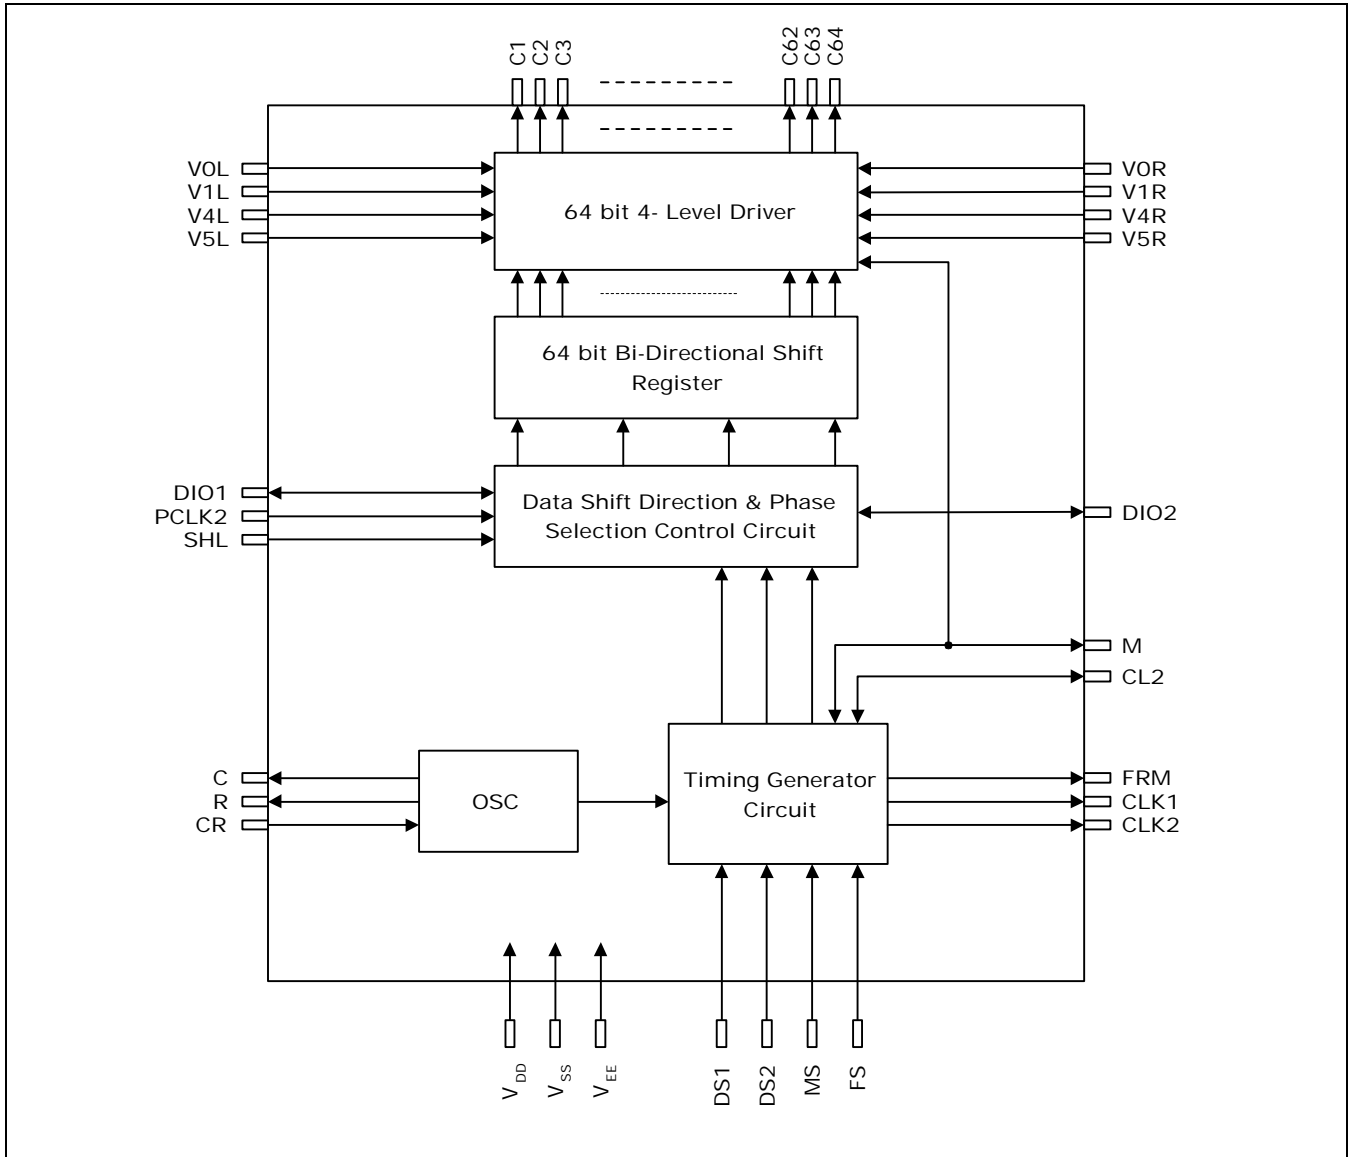 C1
C2
C3
C62
C63
C64
V0L
V1L
V4L
V5L
V0R
V1R
V4R
V5R
64 bit 4- Level Driver
64 bit Bi-Directional Shift
Register
DIO1
PCLK2
SHL
Data Shift Direction & Phase
Selection Control Circuit
DIO2
M
CL2
C
R
CR
OSC
Timing Generator
Circuit
FRM
CLK1
CLK2
VDD
VSS
VEE
DS1
DS2
MS
FS